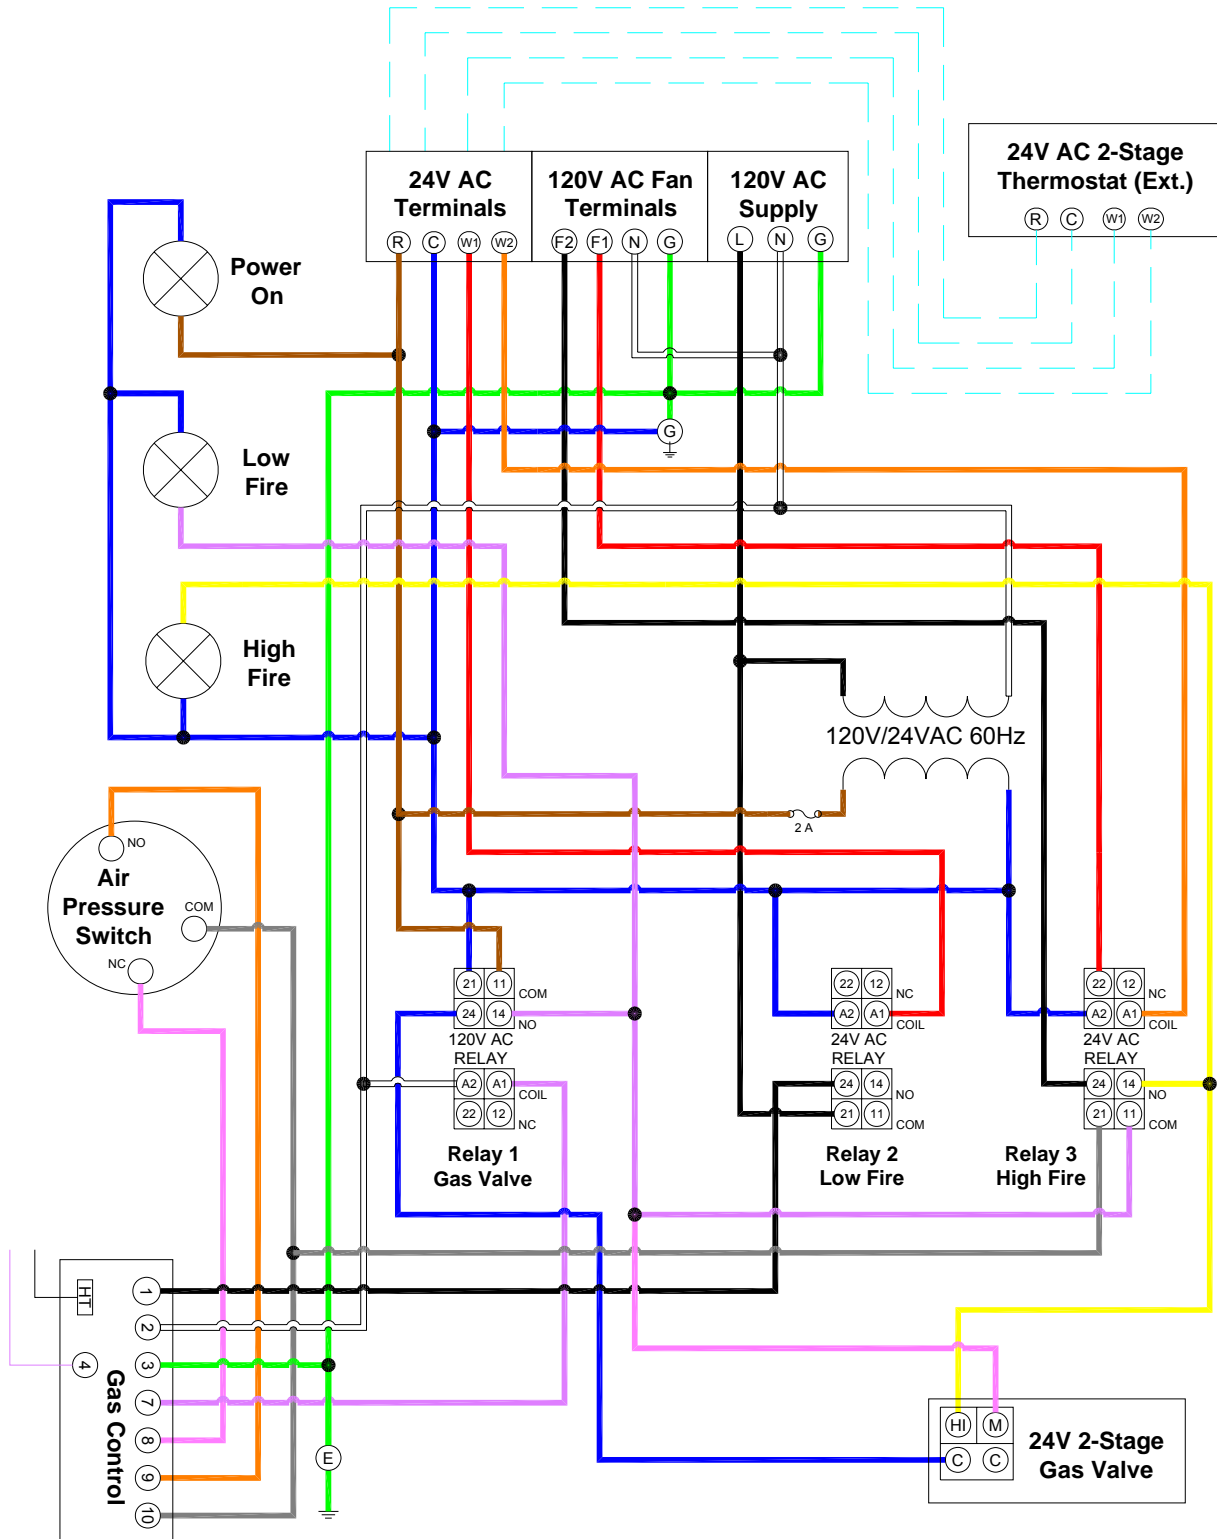 24V AC
Terminals
R C W1 W2
120V AC Fan
Terminals
F2 F1 N G
120V AC
Supply
L N G
24V AC 2-Stage
Thermostat (Ext.)
R C W1 W2
Power
On
G
Low
Fire
High
Fire
120V/24VAC 60Hz
2 A
NO
Air
Pressure
Switch
COM
NC
21 11
COM
24 14
NO
120V AC
RELAY
A2 A1
COIL
22 12
NC
Relay 1
Gas Valve
22 12
NC
A2 A1
COIL
24V AC
RELAY
24 14
NO
21 11
COM
Relay 2
Low Fire
22 12
NC
A2 A1
COIL
24V AC
RELAY
24 14
NO
21 11
COM
Relay 3
High Fire
HT
4
Gas Control
1
2
3
7
8
9
10
E
HI M
C C
24V 2-Stage
Gas Valve